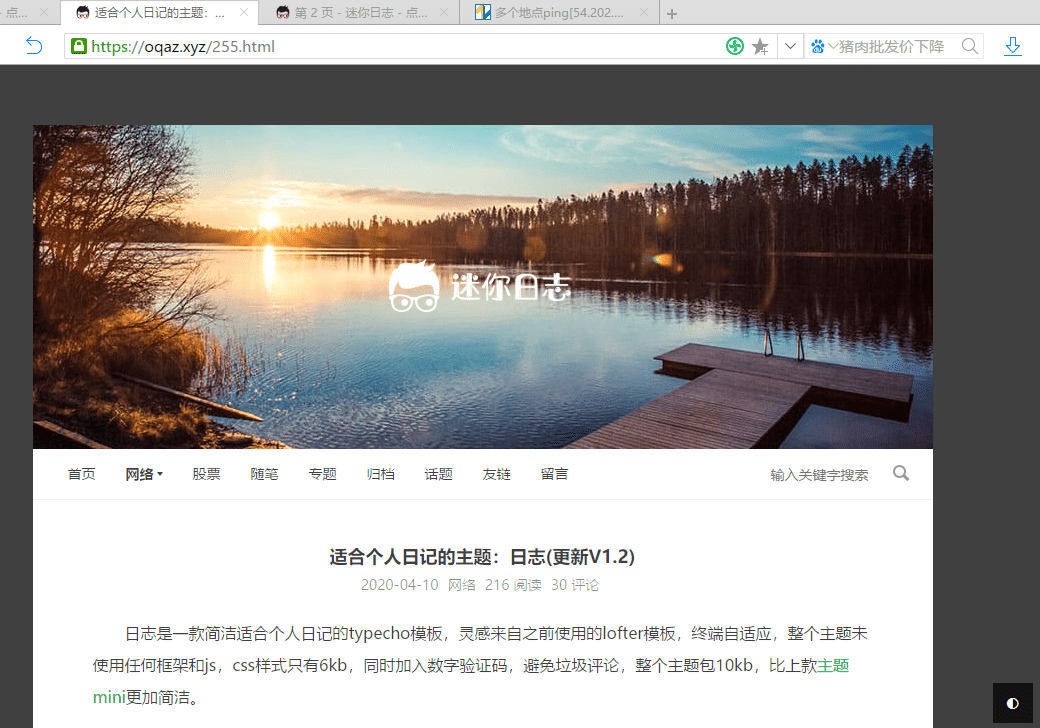 点...
适合个人日记的主题：...
第 2 页 - 迷你日志 - 点...
多个地点ping[54.202....
https://oqaz.xyz/255.html
猪肉批发价下降
迷你日志
首页 网络 股票 随笔 专题 归档 话题 友链 留言 输入关键字搜索
适合个人日记的主题：日志(更新V1.2)
2020-04-10 网络 216 阅读 30 评论
日志是一款简洁适合个人日记的typecho模板，灵感来自之前使用的lofter模板，终端自适应，整个主题未
使用任何框架和js，css样式只有6kb，同时加入数字验证码，避免垃圾评论，整个主题包10kb，比上款主题
mini更加简洁。